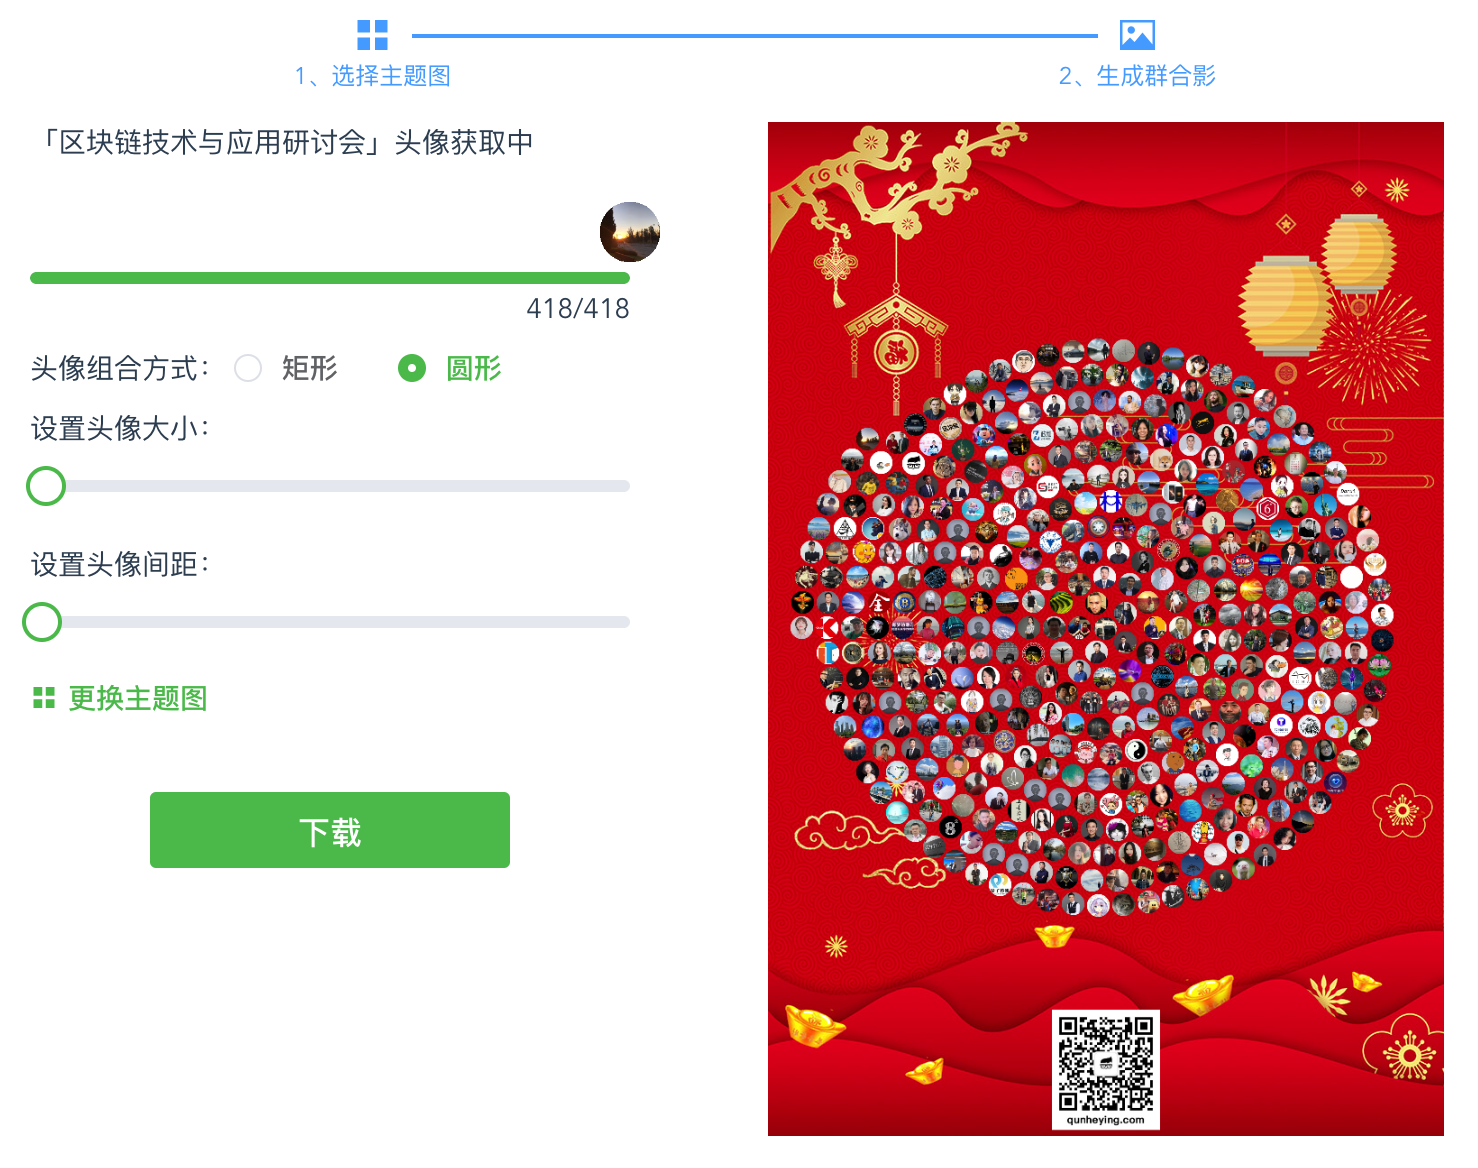 1、选择主题图
2、生成群合影
「区块链技术与应用研讨会」头像获取中
418/418
头像组合方式：
矩形
圆形
设置头像大小：
设置头像间距：
更换主题图
下载
qunheying.com